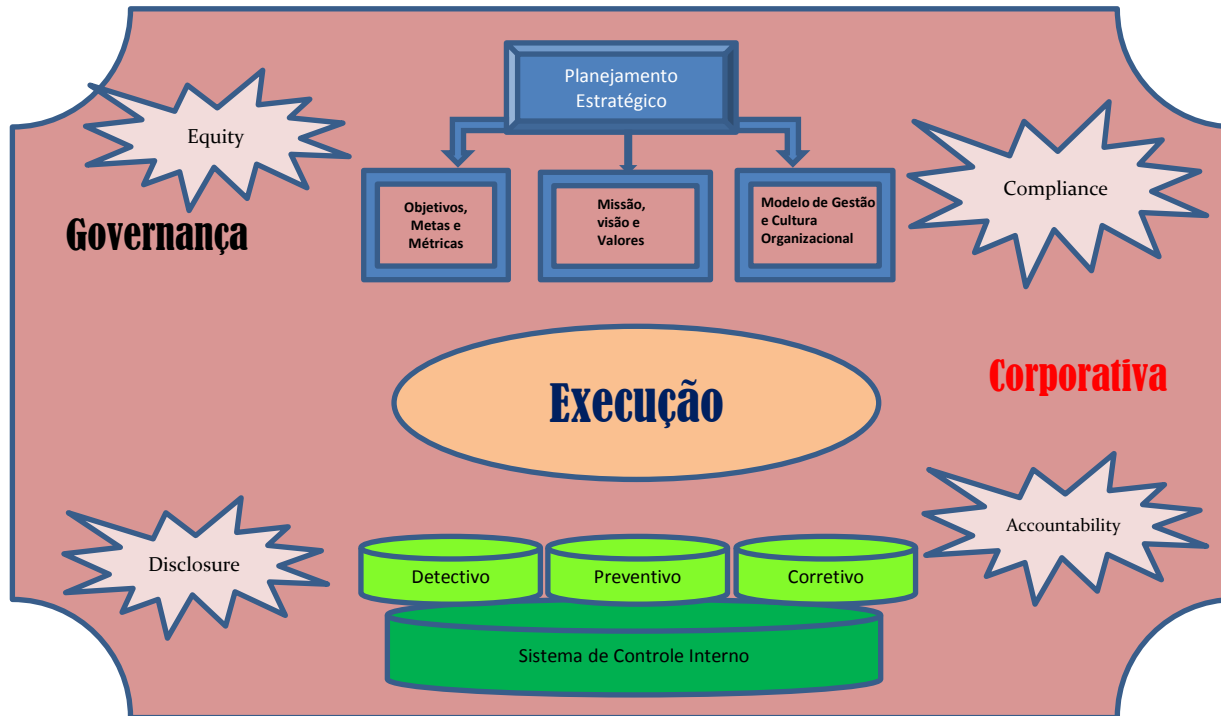 Planejamento
Estratégico
Equity
Compliance
Objetivos,
Metas e
Métricas
Missão,
visão e
Valores
Modelo de Gestão
e Cultura
Organizacional
Governança
Corporativa
Execução
Disclosure
Accountability
Detectivo
Preventivo
Corretivo
Sistema de Controle Interno